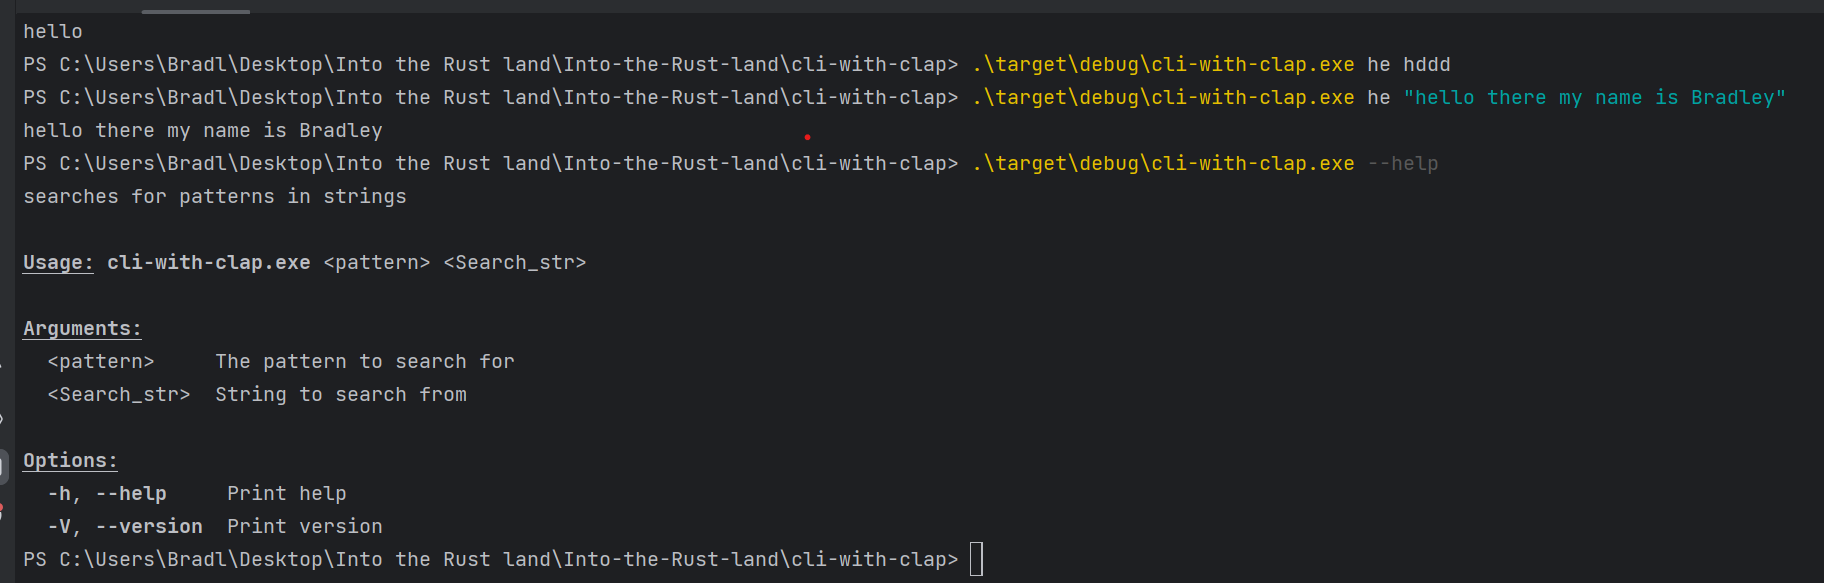 hello
PS C:\Users\Bradl\Desktop\Into the Rust land\Into-the-Rust-land\cli-with-clap> .\target\debug\cli-with-clap.exe he hddd
PS C:\Users\Bradl\Desktop\Into the Rust land\Into-the-Rust-land\cli-with-clap> .\target\debug\cli-with-clap.exe he "hello there my name is Bradley"
hello there my name is Bradley
PS C:\Users\Bradl\Desktop\Into the Rust land\Into-the-Rust-land\cli-with-clap> .\target\debug\cli-with-clap.exe --help
searches for patterns in strings
Usage: cli-with-clap.exe <pattern> <Search_str>
Arguments:
<pattern> The pattern to search for
<Search_str> String to search from
Options:
-h, --help Print help
-V, --version Print version
PS C:\Users\Bradl\Desktop\Into the Rust land\Into-the-Rust-land\cli-with-clap>